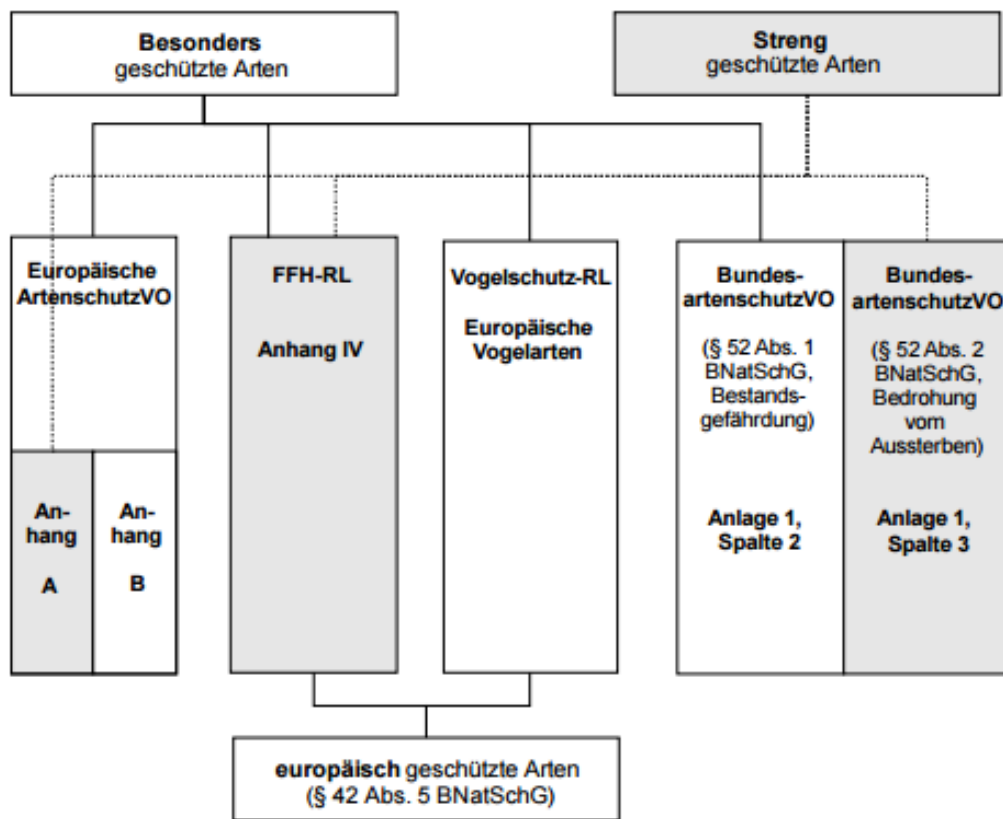 Besonders
geschützte Arten
Streng
geschützte Arten
Europäische
ArtenschutzVO
An-
hang
A
An-
hang
B
FFH-RL
Anhang IV
Vogelschutz-RL
Europäische
Vogelarten
Bundes-
artenschutzVO
(§ 52 Abs. 1
BNatSchG,
Bestands-
gefährdung)
Anlage 1,
Spalte 2
Bundes-
artenschutzVO
(§ 52 Abs. 2
BNatSchG,
Bedrohung
vom
Aussterben)
Anlage 1,
Spalte 3
europäisch geschützte Arten
(§ 42 Abs. 5 BNatSchG)